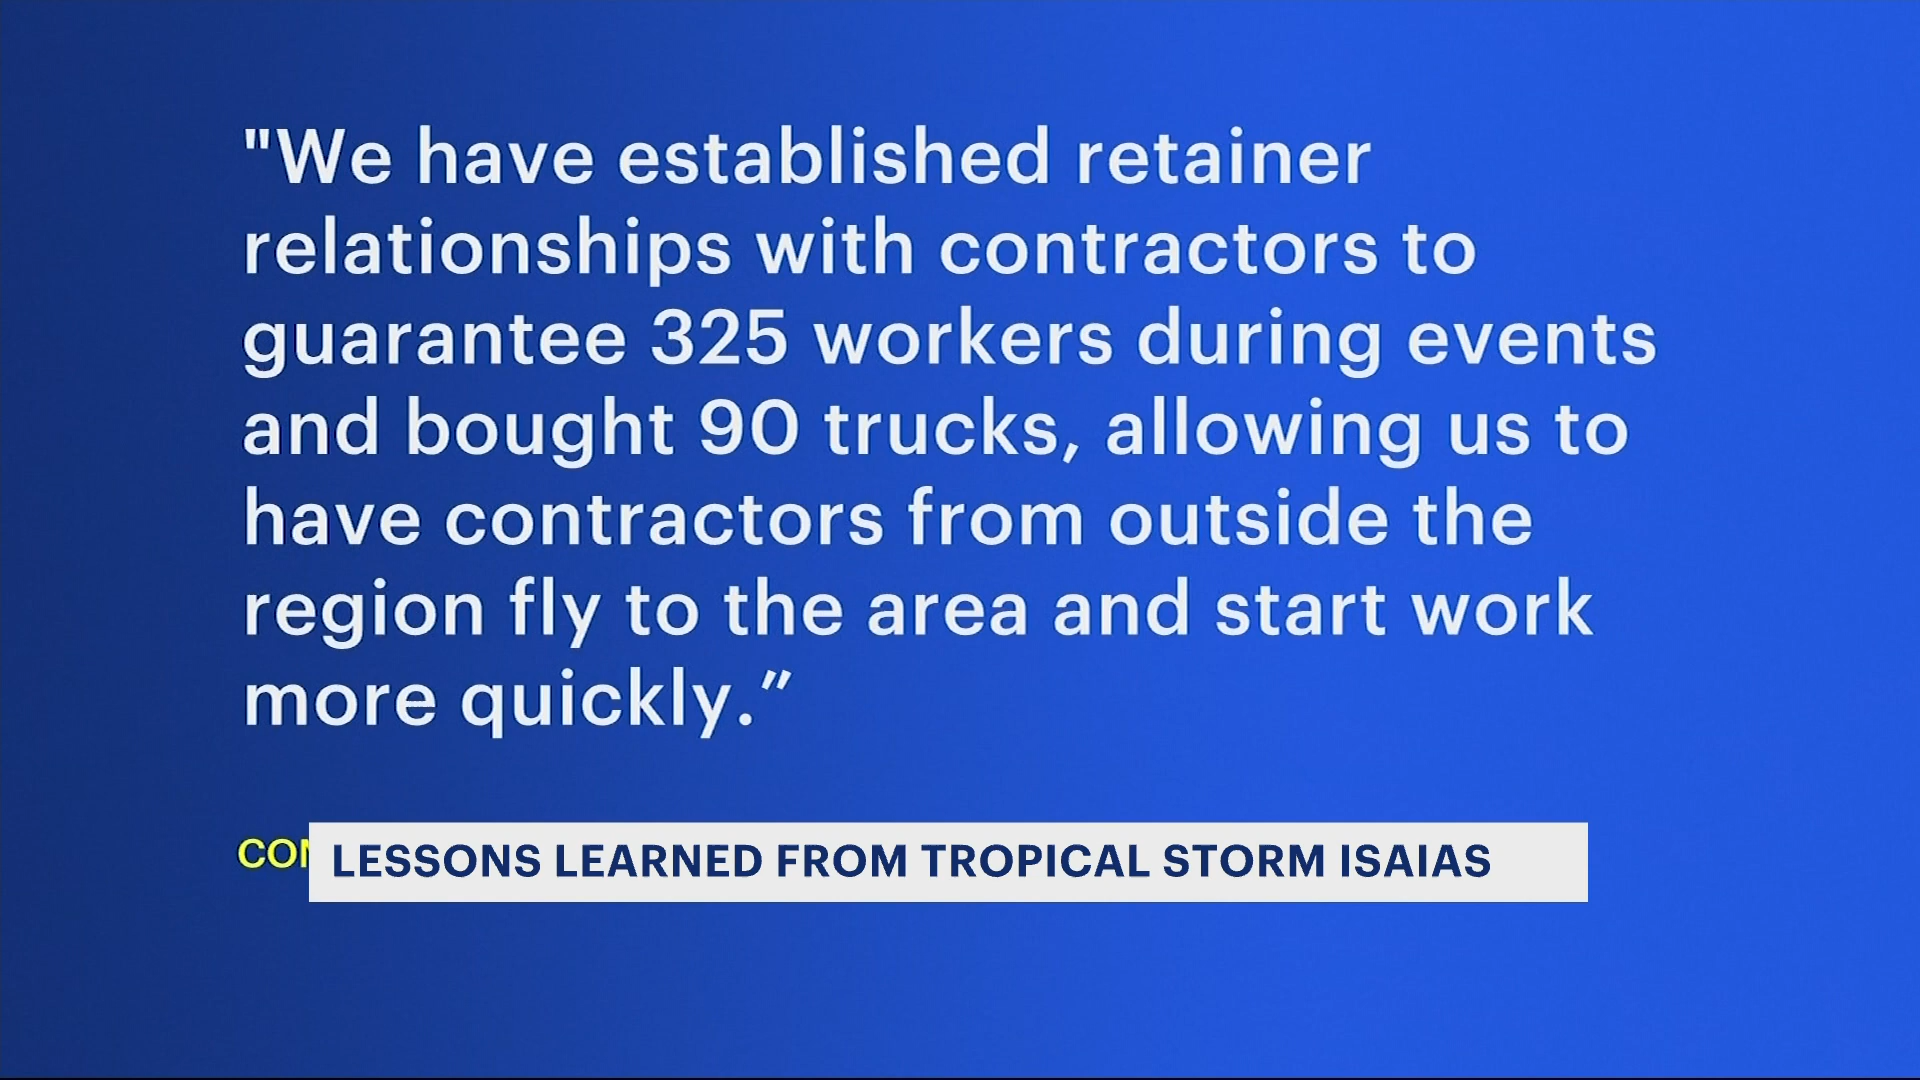 "We have established retainer
relationships with contractors to
guarantee 325 workers during events
and bought 90 trucks, allowing us to
have contractors from outside the
region fly to the area and start work
more quickly.”
LESSONS LEARNED FROM TROPICAL STORM ISAIAS